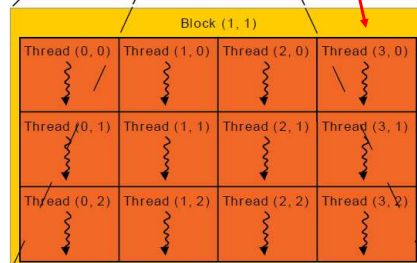 Block (1, 1)
Thread (0, 0) Thread (1, 0) Thread (2, 0) Thread (3, 0)
Thread (0, 1) Thread (1, 1) Thread (2, 1) Thread (3, 1)
Thread (0, 2) Thread (1, 2) Thread (2, 2) Thread (3, 2)